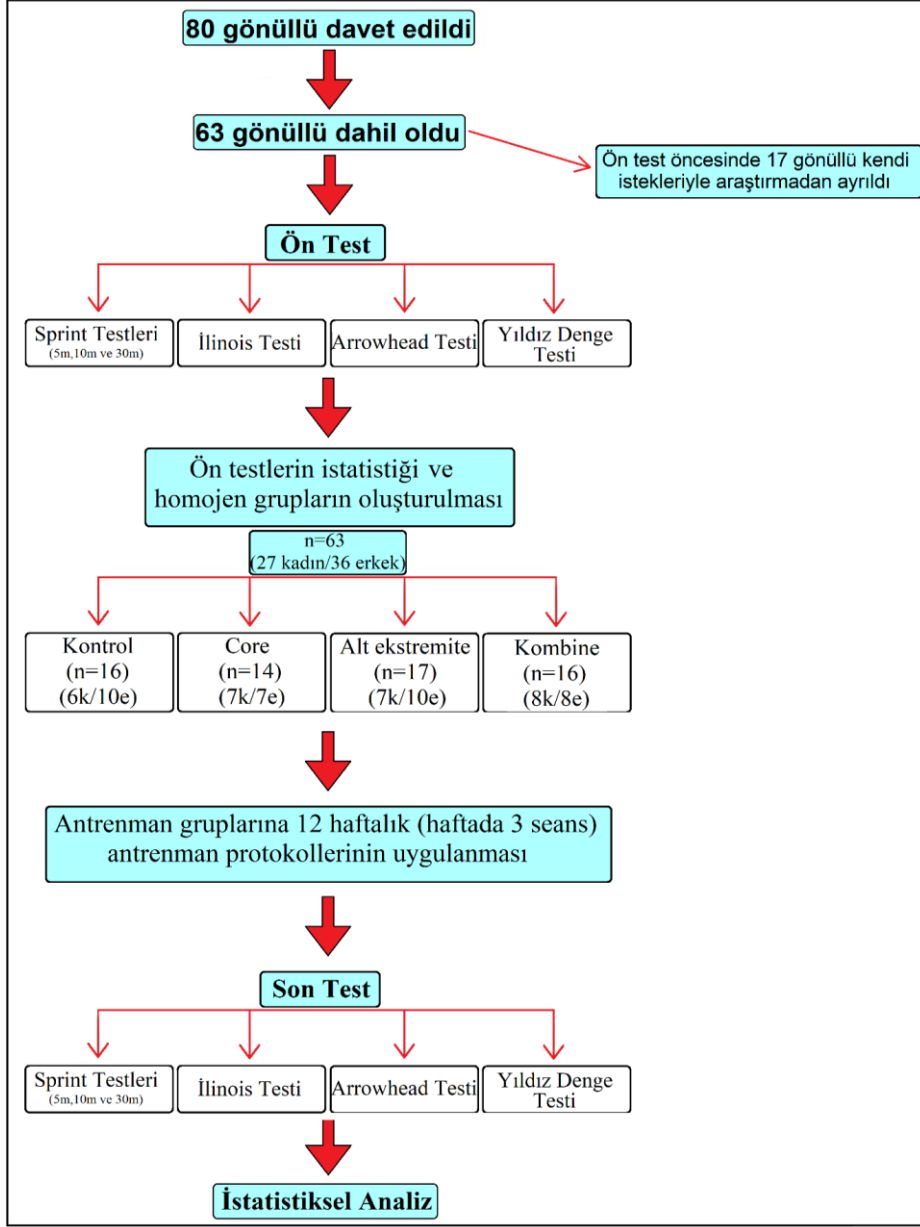 80 gönüllü davet edildi
63 gönüllü dahil oldu
Ön test öncesinde 17 gönüllü kendi
istekleriyle araştırmadan ayrıldı
Ön Test
Sprint Testleri
(5m,10m ve 30m)
İlinois Testi
Arrowhead Testi
Yıldız Denge
Testi
Ön testlerin istatistiği ve
homojen grupların oluşturulması
n=63
(27 kadın/36 erkek)
Kontrol
(n=16)
(6k/10e)
Core
(n=14)
(7k/7e)
Alt ekstremite
(n=17)
(7k/10e)
Kombine
(n=16)
(8k/8e)
Antrenman gruplarına 12 haftalık (haftada 3 seans)
antrenman protokollerinin uygulanması
Son Test
Sprint Testleri
(5m,10m ve 30m)
İlinois Testi
Arrowhead Testi
Yıldız Denge
Testi
İstatistiksel Analiz